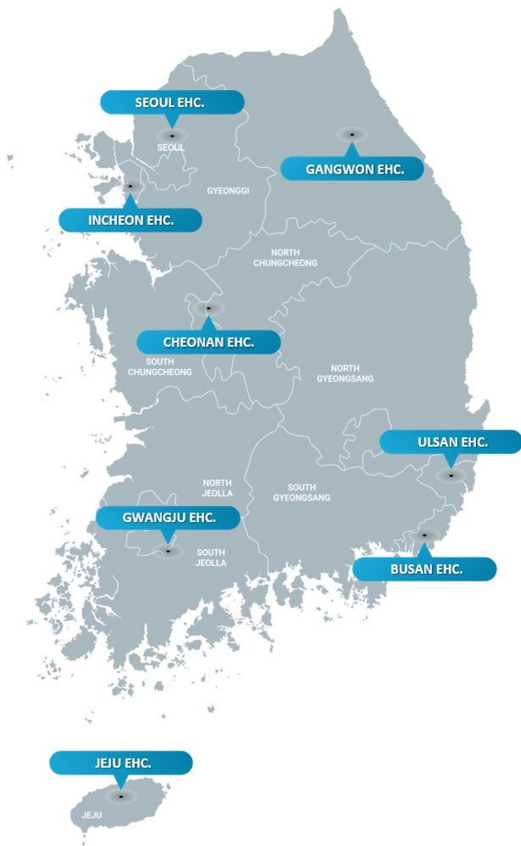 SEOUL EHC.
SEOUL
GANGWON EHC.
GYEONGGI
INCHEON EHC.
NORTH
CHUNGCHEONG
CHEONAN EHC.
SOUTH
CHUNGCHEONG
NORTH
GYEONGSANG
ULSAN EHC.
NORTH
JEOLLA
SOUTH
GYEONGSANG
GWANGJU EHC.
SOUTH
JEOLLA
BUSAN EHC.
JEJU EHC.
JEJU